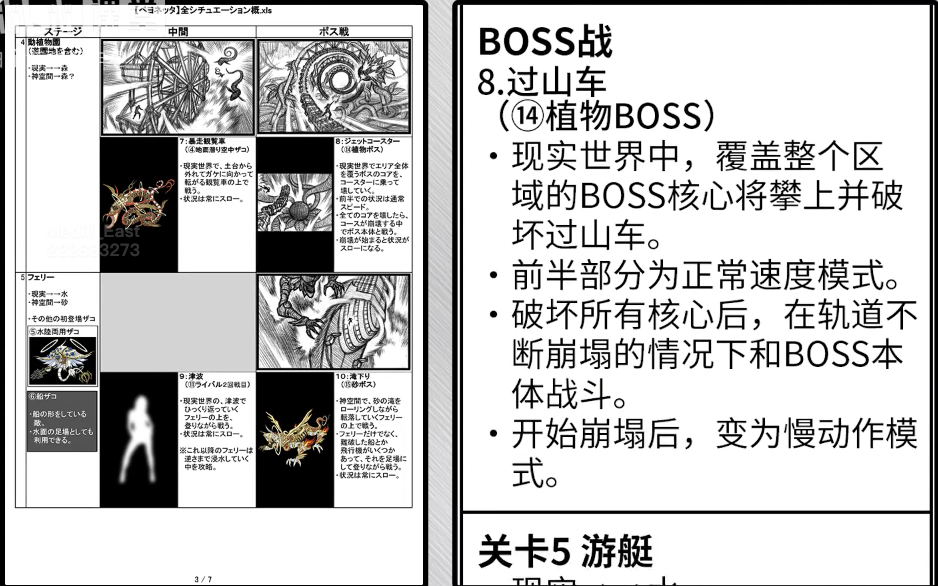 【ベヨネッタ】全シチュエーション概.xls
ステージ
中間
ボス戦
4 動植物園
(遊園地を含む)
・現実→→森
・神空間→森？
7：暴走観覧車
(④地面滑り空中ザコ)
・現実世界で、土台から
外れてガケに向かって
転がる観覧車の上で
戦う。
・状況は常にスロー。
8：ジェットコースター
(⑭植物ボス)
・現実世界でエリア全体
を覆うボスのコアを、
コースターに乗って
壊していく。
・前半での状況は通常
スピード。
・全てのコアを壊したら、
コースが崩壊する中
でボス本体と戦う。
・崩壊が始まると状況が
スローになる。
5 フェリー
・現実→→水
・神空間→砂
・その他の初登場ザコ
⑤水陸両用ザコ
⑥船ザコ
・船の形をしている
敵。
・水面の足場としても
利用できる。
9：津波
・現実世界の、津波で
ひっくり返っていく
フェリーの上を、
登りながら戦う。
・状況は常にスロー。
※これ以降のフェリーは
逆さまで浸水していく
中を攻略。
10：滝下り
(⑮砂ボス)
・神空間で、砂の滝を
ローリングしながら
転落していくフェリー
の上で戦う。
・フェリーだけでなく、
難破した船とか
飛行機がいくつか
あって、それを足場に
して登りながら戦う。
・状況は常にスロー。
3 / 7
BOSS战
8.过山车
（⑭植物BOSS）
・现实世界中，覆盖整个区
域的BOSS核心将攀上并破
坏过山车。
・前半部分为正常速度模式。
・破坏所有核心后，在轨道不
断崩塌的情况下和BOSS本
体战斗。
・开始崩塌后，变为慢动作模
式。
关卡5 游艇